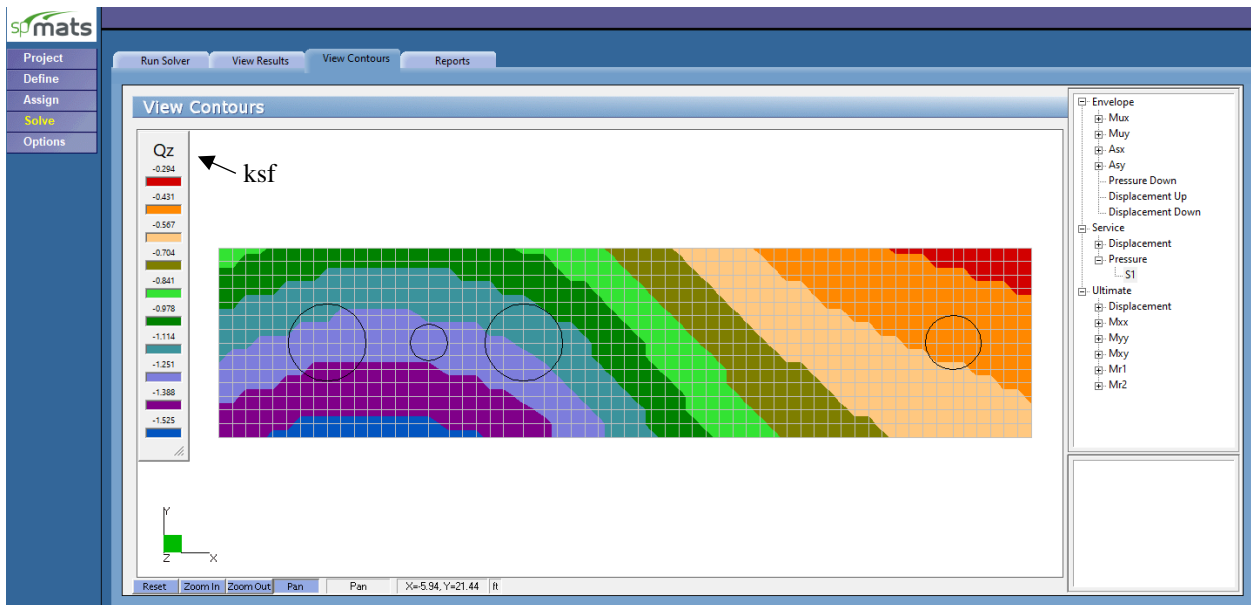 spmats
Project
Define
Assign
Solve
Options
Run Solver View Results View Contours Reports
View Contours
Qz
ksf
-0.294
-0.431
-0.567
-0.704
-0.841
-0.978
-1.114
-1.251
-1.388
-1.525
Y
Z X
Reset Zoom In Zoom Out Pan Pan X=-5.94, Y=21.44 ft
Envelope
Mux
Muy
Asx
Asy
Pressure Down
Displacement Up
Displacement Down
Service
Displacement
Pressure
S1
Ultimate
Displacement
Mxx
Myy
Mxy
Mr1
Mr2